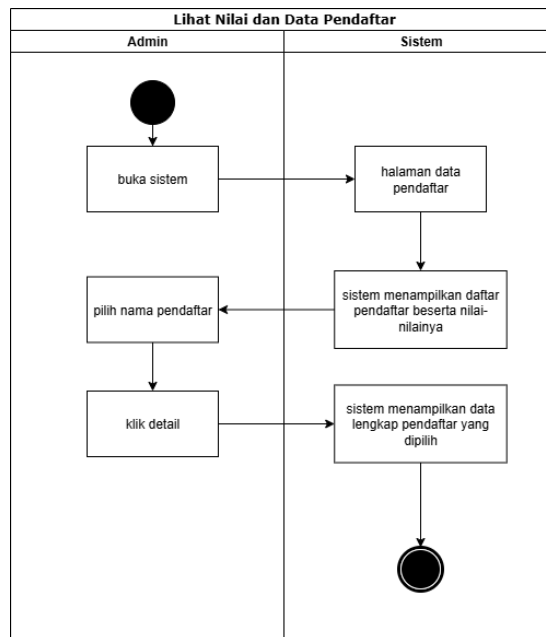 Lihat Nilai dan Data Pendaftar
Admin
Sistem
buka sistem
halaman data
pendaftar
sistem menampilkan daftar
pendaftar beserta nilai-
nilainya
pilih nama pendaftar
klik detail
sistem menampilkan data
lengkap pendaftar yang
dipilih